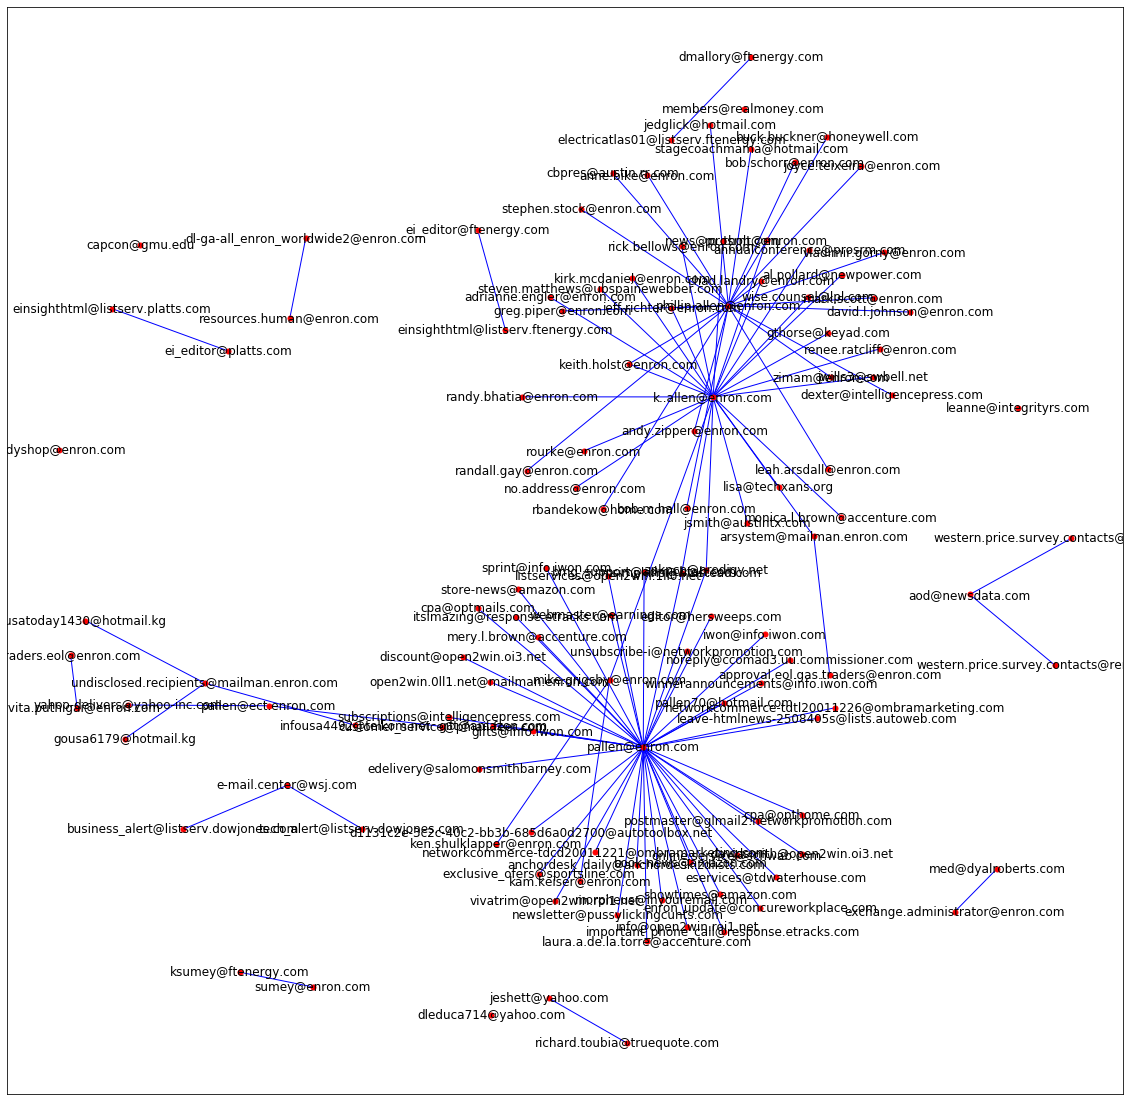 dmallory@ftenergy.com
members@realmoney.com
jedglick@hotmail.com
buck.buckner@honeywell.com
electricatlas01@listserv.ftenergy.com
stagecoachmama@hotmail.com
bob.schorr@enron.com
joyce.teixeira@enron.com
cbpres@austin.rr.com
anne.bike@enron.com
stephen.stock@enron.com
ei_editor@ftenergy.com
dl-ga-all_enron_worldwide2@enron.com
capcon@gmu.edu
rick.bellows@enron.com
annualconference@prosrm.com
vladimir.gorny@enron.com
al.pollard@newpower.com
kirk.mcdaniel@enron.com
chad.landry@enron.com
steven.matthews@ubspainewebber.com
adrianne.engler@enron.com
wise.counsel@lpl.com
phillip.allen@enron.com
jeff.richter@enron.com
greg.piper@enron.com
david.l.johnson@enron.com
einsighthtml@listserv.platts.com
resources.human@enron.com
einsighthtml@listserv.ftenergy.com
gthorse@keyad.com
ei_editor@platts.com
renee.ratcliff@enron.com
keith.holst@enron.com
zimam@enron.com
jwills3@swbell.net
dexter@intelligencepress.com
randy.bhatia@enron.com
k..allen@enron.com
leanne@integrityrs.com
andy.zipper@enron.com
dyshop@enron.com
rourke@enron.com
randall.gay@enron.com
leah.arsdall@enron.com
no.address@enron.com
lisa@techxans.org
rbandekow@home.com
bob.m.hall@enron.com
monica.l.brown@accenture.com
jsmith@austintx.com
arsystem@mailman.enron.com
western.price.survey.contacts@
sprint@info.iwon.com
listservices@open2win.1lio.net
store-news@amazon.com
aod@newsdata.com
cpa@optmails.com
itslmazing@response.etracks.com
webmaster@earnings.com
editor@hersweeps.com
usatoday1430@hotmail.kg
mery.l.brown@accenture.com
iwon@info.iwon.com
unsubscribe-i@networkpromotion.com
raders.eol@enron.com
discount@open2win.oi3.net
noreply@ccomad3.uu.commissioner.com
western.price.survey.contacts@re
approval.eol.gas.traders@enron.com
undisclosed.recipients@mailman.enron.com
open2win.0ll1.net@mailman.enron.com
mike.grigsby@enron.com
winnerannouncements@info.iwon.com
pallen70@hotmail.com
yahoo-delivers@yahoo-inc.com
pallen@ect.enron.com
vita.puthigai@enron.com
networkcommerce-tdtl20011226@ombramarketing.com
subscriptions@intelligencepress.com
leave-htmlnews-2508405s@lists.autoweb.com
gifts@info.iwon.com
gousa6179@hotmail.kg
pallen@enron.com
edelivery@salomonsmithbarney.com
e-mail.center@wsj.com
cpa@opthome.com
postmaster@glmail2.networkpromotion.com
business_alert@listserv.dowjones.com
tech_alert@listserv.dowjones.com
d1131c2e-5c2c-40c2-bb3b-685d6a0d2700@autotoolbox.net
ken.shulklapper@enron.com
networkcommerce-tdcd20011221@ombramarketing.com
anchordesk_daily@anchordesk.zdlists.com
med@dyalroberts.com
exclusive_offers@sportsline.com
eservices@tdwaterhouse.com
kam.keiser@enron.com
showtimes@amazon.com
vivatrim@open2win.rpl1.net
morpheus@invouremail.com
enron_update@concureworkplace.com
exchange.administrator@enron.com
newsletter@pussylickingcunts.com
info@open2win.roi1.net
important_phone_call@response.etracks.com
laura.a.de.la.torre@accenture.com
ksumey@ftenergy.com
sumey@enron.com
jeshett@yahoo.com
dleduca714@yahoo.com
richard.toubia@truequote.com